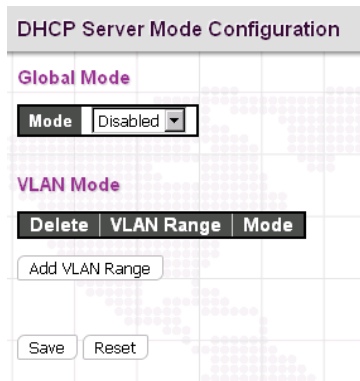 DHCP Server Mode Configuration
Global Mode
Mode Disabled
VLAN Mode
Delete VLAN Range Mode
Add VLAN Range
Save Reset